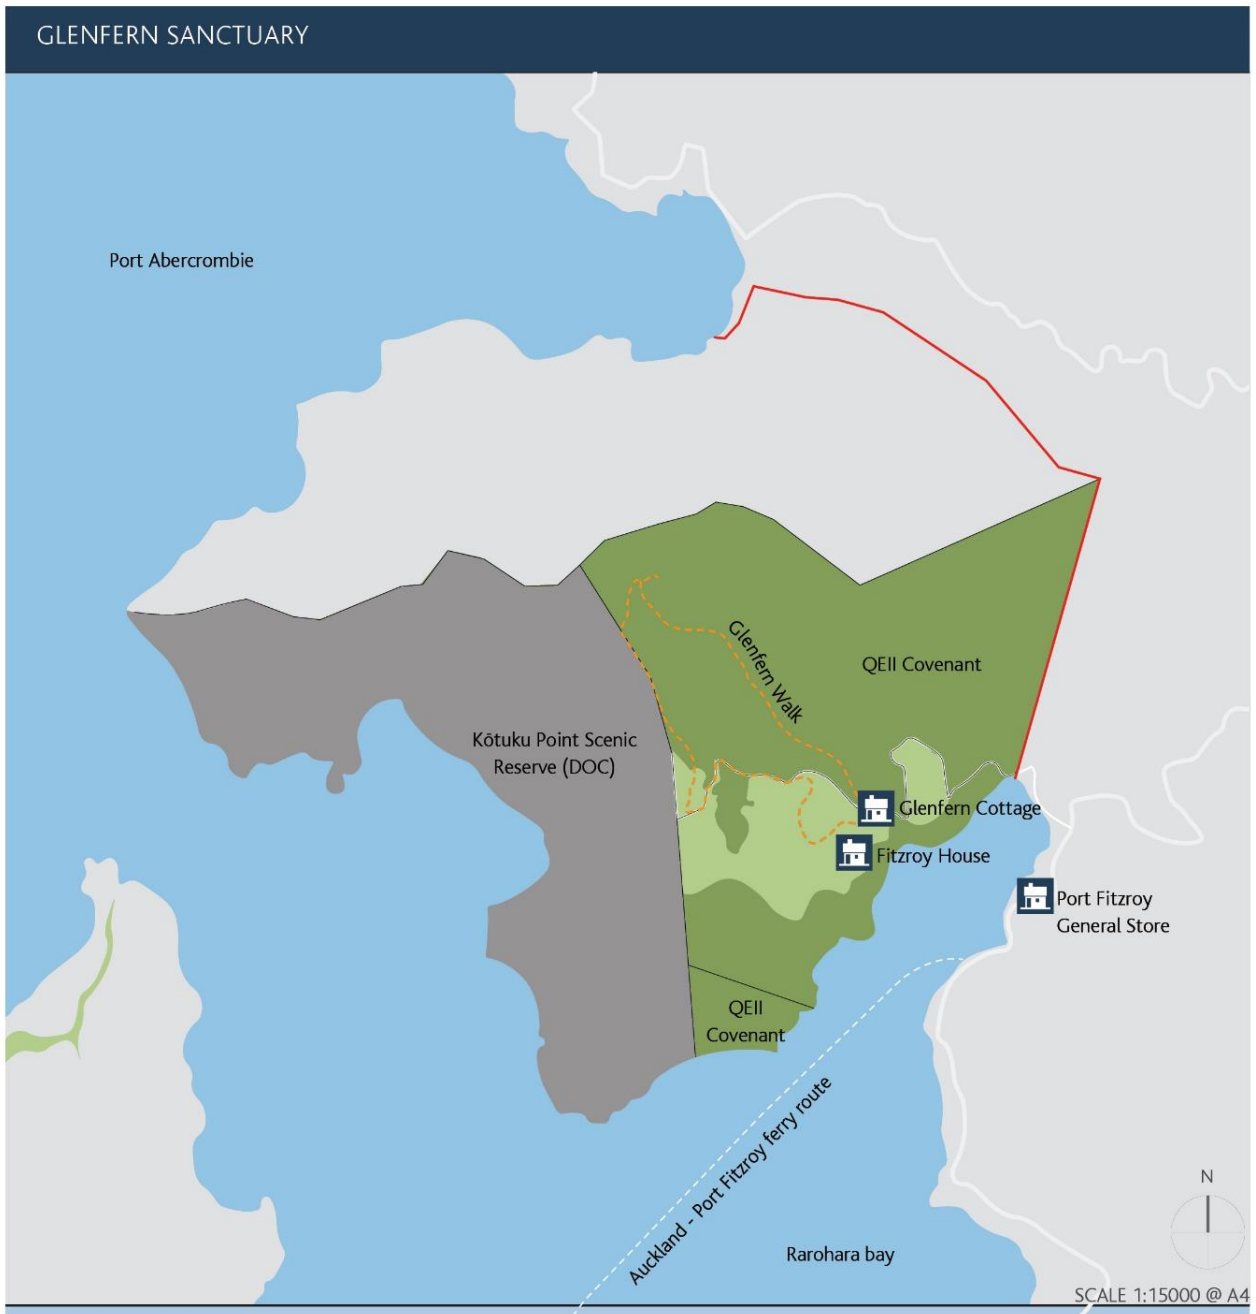 GLENFERN SANCTUARY
Port Abercrombie
Glenfern Walk
QEII Covenant
Kōtuku Point Scenic
Reserve (DOC)
Glenfern Cottage
Fitzroy House
Port Fitzroy
General Store
QEII
Covenant
Auckland - Port Fitzroy ferry route
N
Rarohara bay
SCALE 1:15000 @ A4